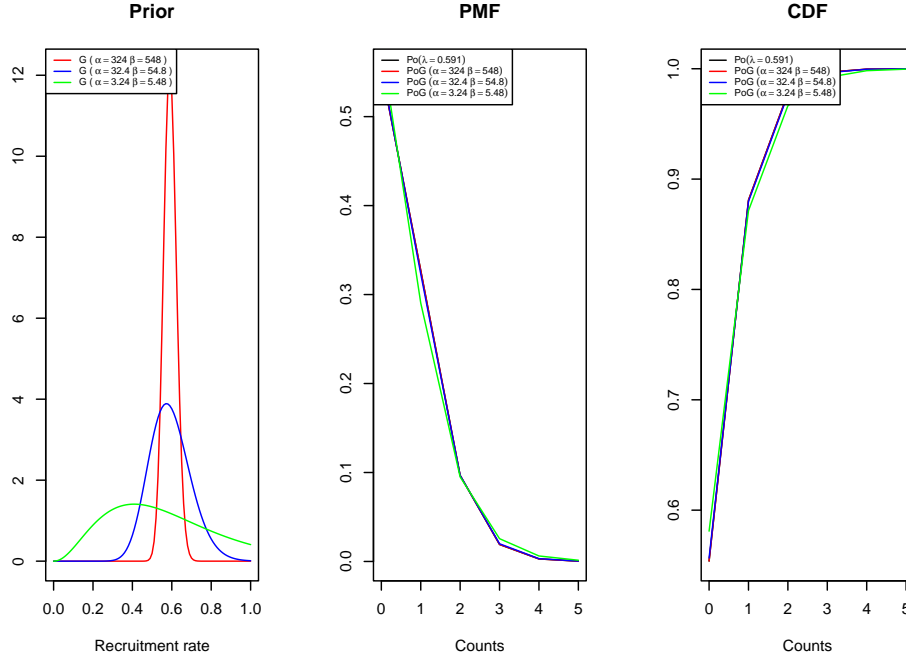 Prior
G ( α = 324 β = 548 )
G ( α = 32.4 β = 54.8 )
G ( α = 3.24 β = 5.48 )
0
2
4
6
8
10
12
0.0 0.2 0.4 0.6 0.8 1.0
Recruitment rate
PMF
Po(λ = 0.591)
PoG ( α = 324 β = 548 )
PoG ( α = 32.4 β = 54.8 )
PoG ( α = 3.24 β = 5.48 )
0.0
0.1
0.2
0.3
0.4
0.5
0 1 2 3 4 5
Counts
CDF
Po(λ = 0.591)
PoG ( α = 324 β = 548 )
PoG ( α = 32.4 β = 54.8 )
PoG ( α = 3.24 β = 5.48 )
0.6
0.7
0.8
0.9
1.0
0 1 2 3 4 5
Counts